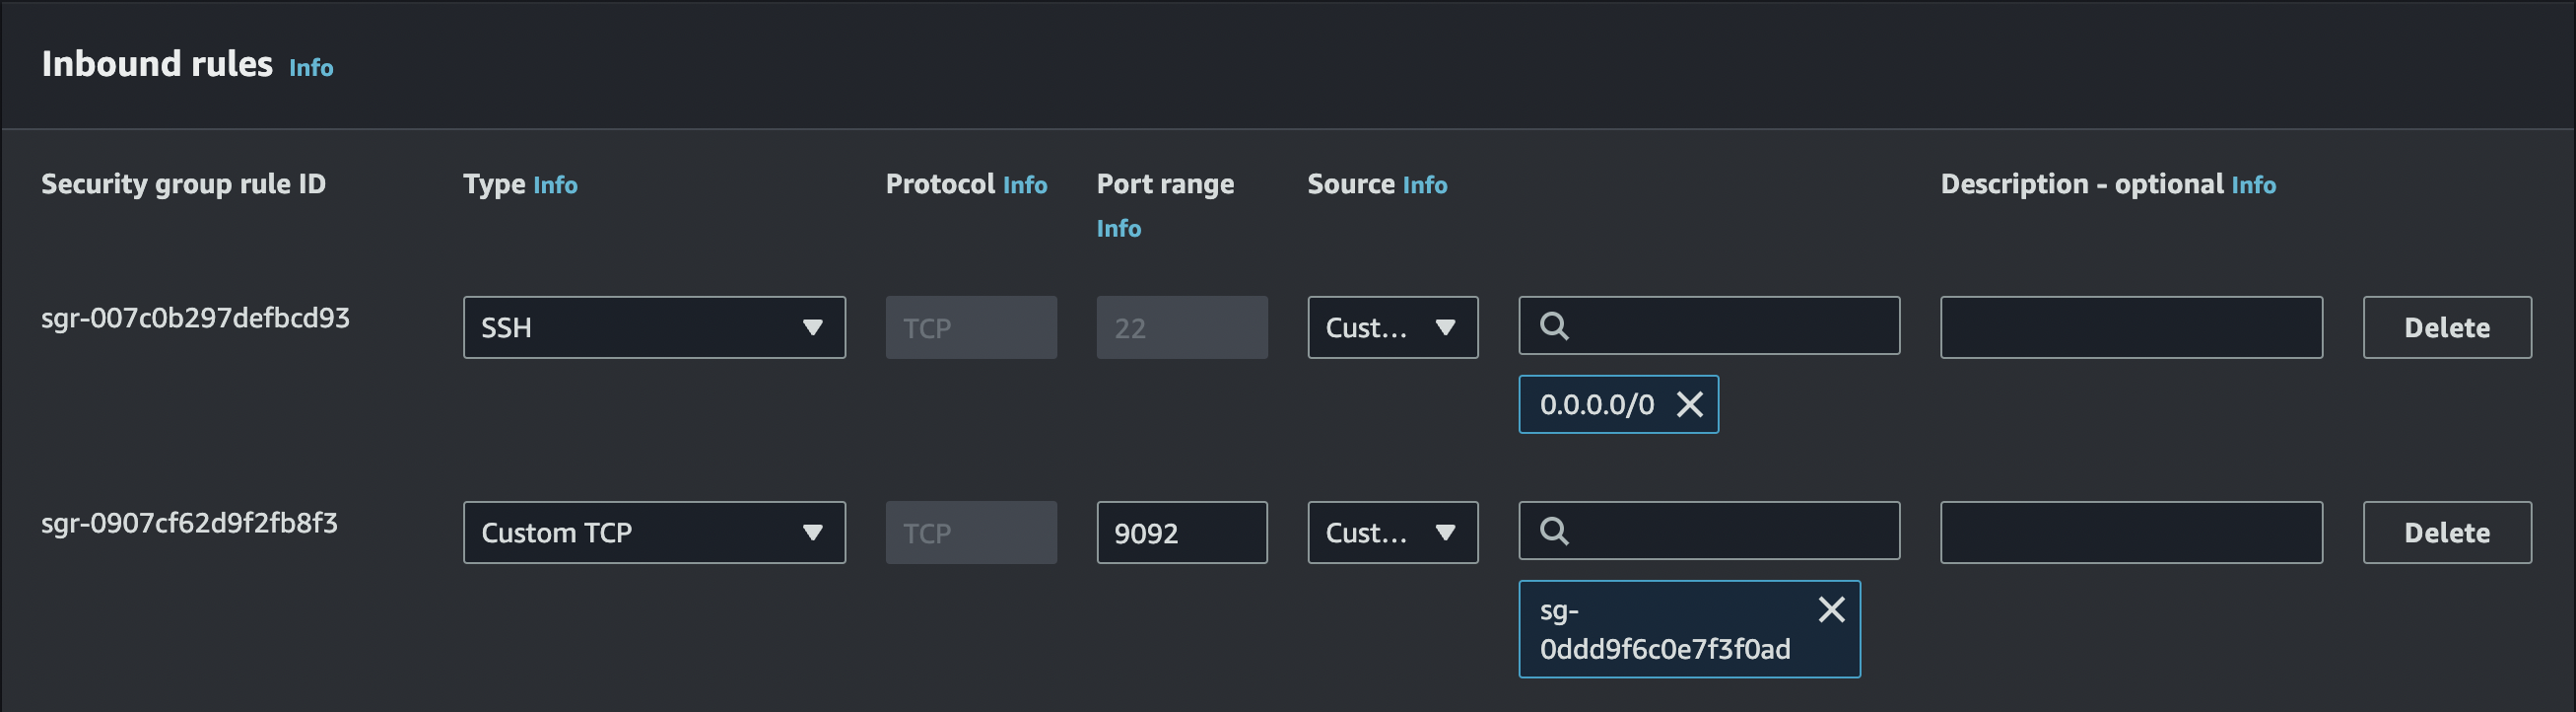 Inbound rules Info
Security group rule ID Type Info Protocol Info Port range Source Info Description - optional Info
Info
sgr-007c0b297defbcd93 SSH TCP 22 Cust... Delete
0.0.0.0/0
sgr-0907cf62d9f2fb8f3 Custom TCP TCP 9092 Cust... Delete
sg-
0ddd9f6c0e7f3f0ad